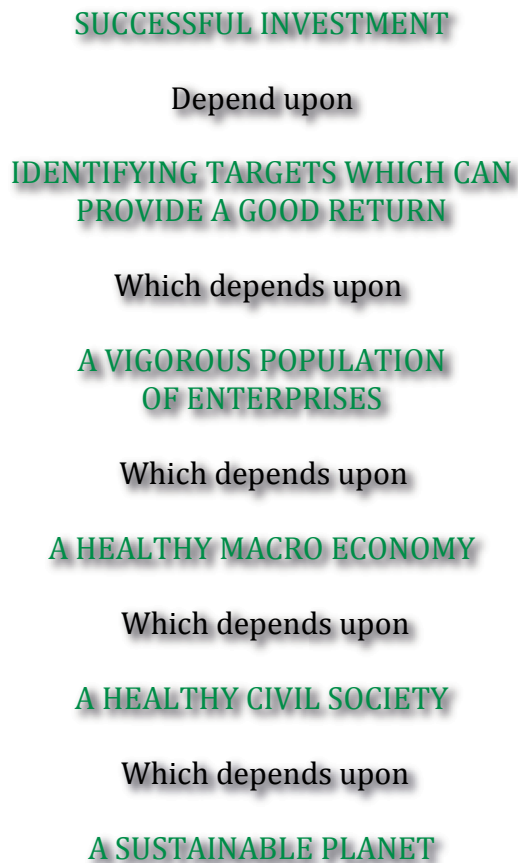 SUCCESSFUL INVESTMENT
Depend upon
IDENTIFYING TARGETS WHICH CAN
PROVIDE A GOOD RETURN
Which depends upon
A VIGOROUS POPULATION
OF ENTERPRISES
Which depends upon
A HEALTHY MACRO ECONOMY
Which depends upon
A HEALTHY CIVIL SOCIETY
Which depends upon
A SUSTAINABLE PLANET